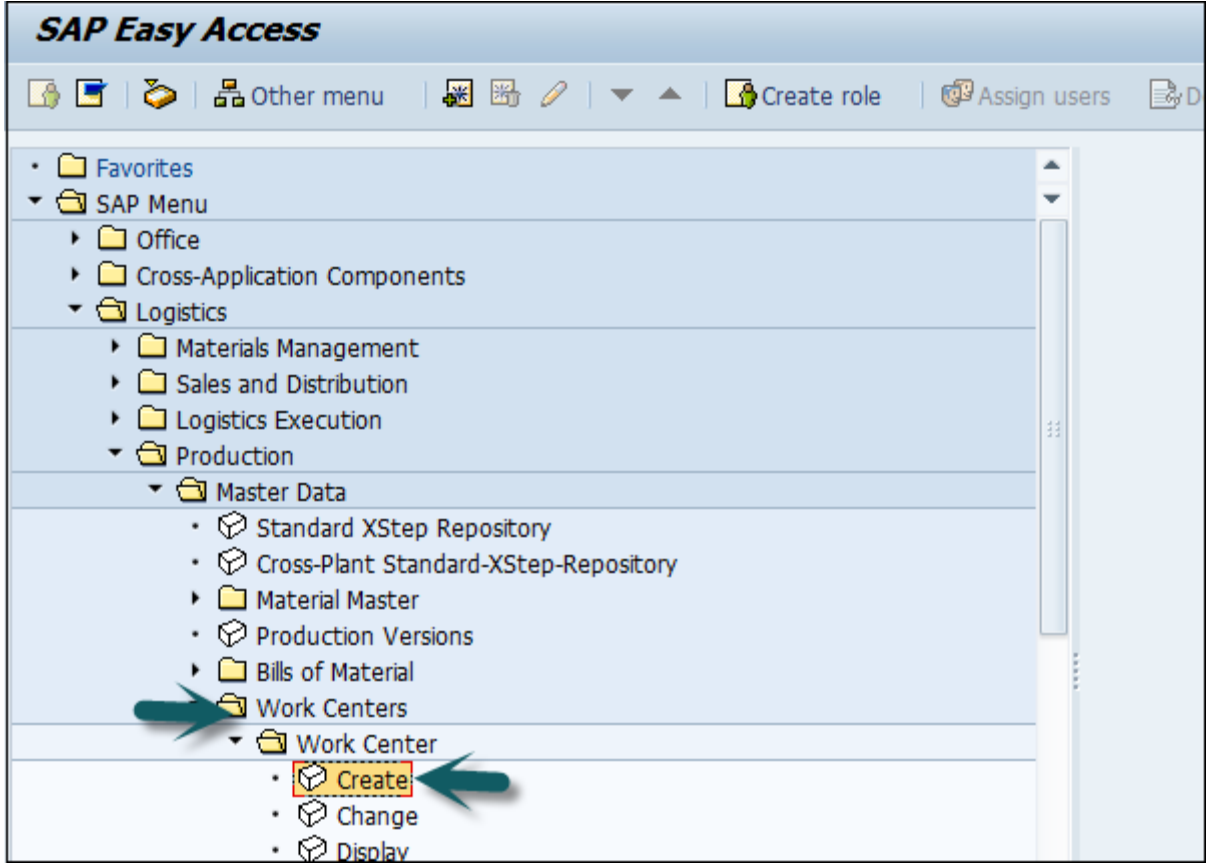 SAP Easy Access
Other menu Create role Assign users D
Favorites
SAP Menu
Office
Cross-Application Components
Logistics
Materials Management
Sales and Distribution
Logistics Execution
Production
Master Data
Standard XStep Repository
Cross-Plant Standard-XStep-Repository
Material Master
Production Versions
Bills of Material
Work Centers
Work Center
Create
Change
Display